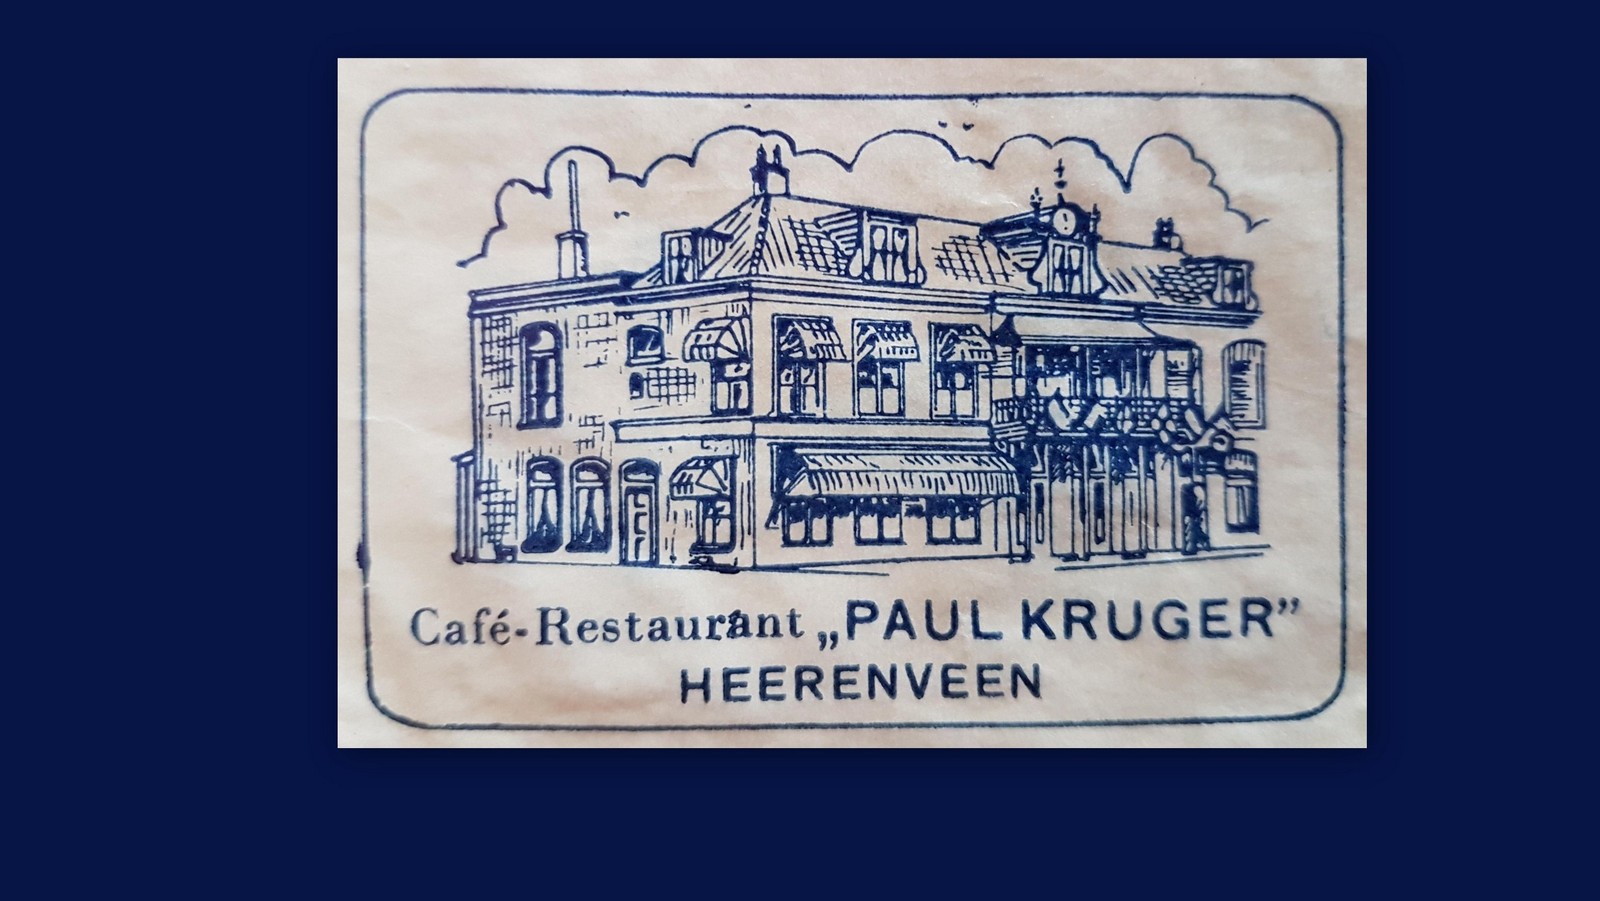 Café-Restaurant „PAUL KRUGER”
HEERENVEEN